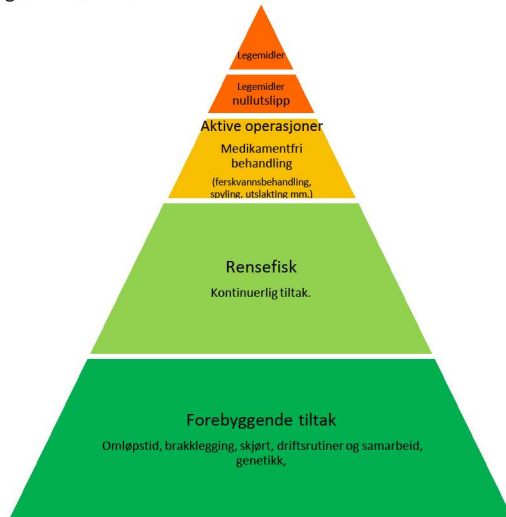 Legemidler
Legemidler
nullutslipp
Aktive operasjoner
Medikamentfri
behandling
(ferskvannsbehandling,
spyling, utslakting mm.)
Rensefisk
Kontinuerlig tiltak.
Forebyggende tiltak
Omløpstid, brakklegging, skjørt, driftsrutiner og samarbeid,
genetikk,